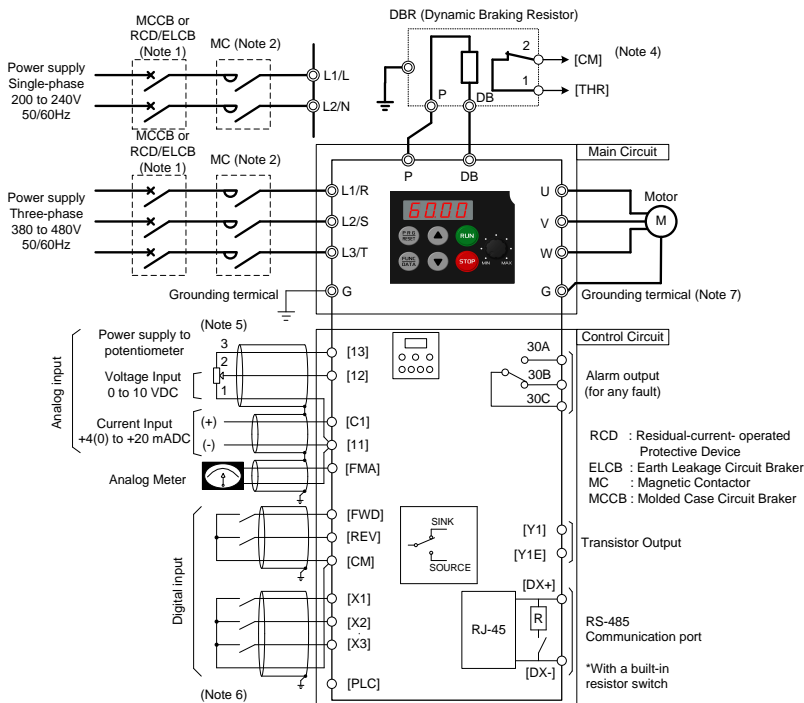 DBR (Dynamic Braking Resistor)
MCCB or
RCD/ELCB
(Note 1)
MC (Note 2)
Power supply
Single-phase
200 to 240V
50/60Hz
L1/L
L2/N
P
DB
2
1
[CM]
[THR]
(Note 4)
MCCB or
RCD/ELCB
(Note 1)
MC (Note 2)
Power supply
Three-phase
380 to 480V
50/60Hz
Main Circuit
P
DB
L1/R
L2/S
L3/T
G
Grounding termical
60.00
PRG
RESET
RUN
FUNC
DATA
STOP
MIN
MAX
U
V
W
G
Motor
M
Grounding termical (Note 7)
Control Circuit
(Note 5)
Analog input
Power supply to
potentiometer
3
2
1
Voltage Input
0 to 10 VDC
Current Input
+4(0) to +20 mADC
(+)
(-)
Analog Meter
[13]
[12]
[C1]
[11]
[FMA]
30A
30B
30C
Alarm output
(for any fault)
RCD : Residual-current- operated
Protective Device
ELCB : Earth Leakage Circuit Braker
MC : Magnetic Contactor
MCCB : Molded Case Circuit Braker
Digital input
[FWD]
[REV]
[CM]
[X1]
[X2]
[X3]
[PLC]
(Note 6)
SINK
SOURCE
[Y1]
[Y1E]
Transistor Output
[DX+]
RJ-45
R
[DX-]
RS-485
Communication port
*With a built-in
resistor switch